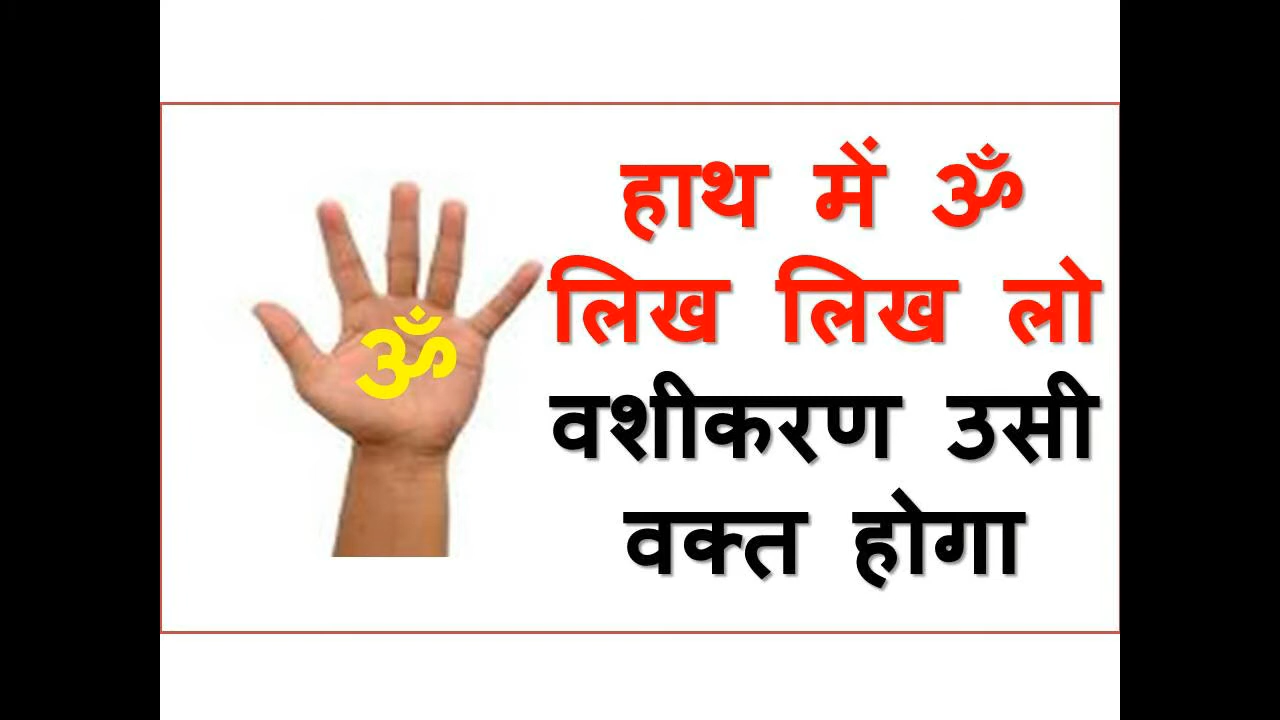 ॐ
हाथ में ॐ
लिख लिख लो
वशीकरण उसी
वक्त होगा